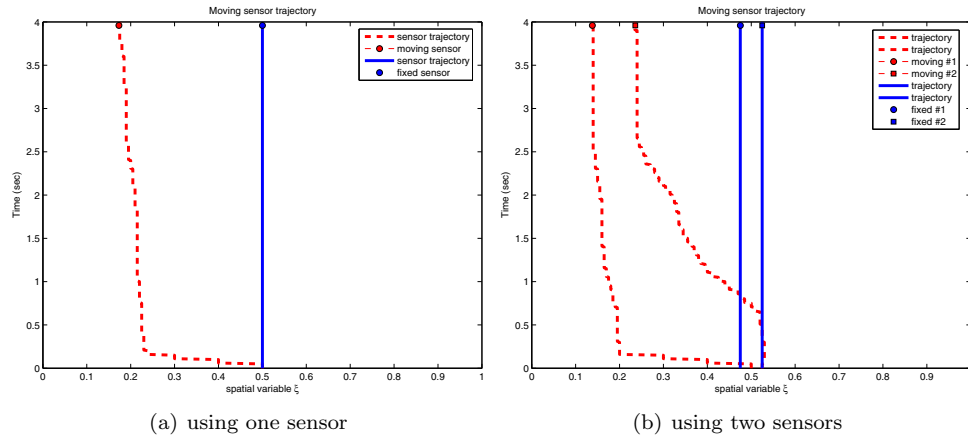 Moving sensor trajectory
4
3.5
3
2.5
2
1.5
1
0.5
0
Time (sec)
0 0.1 0.2 0.3 0.4 0.5 0.6 0.7 0.8 0.9 1
spatial variable ξ
sensor trajectory
moving sensor
sensor trajectory
fixed sensor
(a) using one sensor
Moving sensor trajectory
4
3.5
3
2.5
2
1.5
1
0.5
0
Time (sec)
0 0.1 0.2 0.3 0.4 0.5 0.6 0.7 0.8 0.9
spatial variable ξ
trajectory
trajectory
moving #1
moving #2
trajectory
trajectory
fixed #1
fixed #2
(b) using two sensors